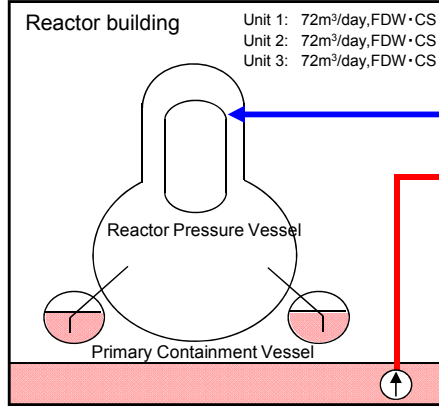 Reactor building
Unit 1: 72m³/day,FDW・CS
Unit 2: 72m³/day,FDW・CS
Unit 3: 72m³/day,FDW・CS
Reactor Pressure Vessel
Primary Containment Vessel